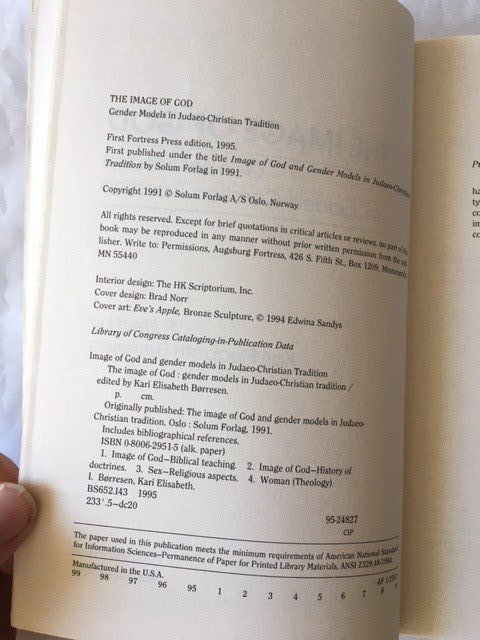 THE IMAGE OF GOD
Gender Models in Judaeo-Christian Tradition
First Fortress Press edition, 1995.
First published under the title Image of God and Gender Models in Judaeo-Christian
Tradition by Solum Forlag in 1991.
Copyright 1991 © Solum Forlag A/S Oslo, Norway
All rights reserved. Except for brief quotations in critical articles or reviews, no part of the
book may be reproduced in any manner without prior written permission from the pub-
lisher. Write to: Permissions, Augsburg Fortress, 426 S. Fifth St., Box 1209, Minneapolis
MN 55440
Interior design: The HK Scriptorium, Inc.
Cover design: Brad Norr
Cover art: Eve's Apple, Bronze Sculpture, © 1994 Edwina Sandys
Library of Congress Cataloging-in-Publication Data
Image of God and gender models in Judaeo-Christian Tradition
The image of God : gender models in Judaeo-Christian tradition /
edited by Kari Elisabeth Børresen.
p. cm.
Originally published: The image of God and gender models in Judaeo-
Christian tradition. Oslo : Solum Forlag, 1991.
Includes bibliographical references.
ISBN 0-8006-2951-5 (alk. paper)
1. Image of God–Biblical teaching. 2. Image of God–History of
doctrines. 3. Sex–Religious aspects. 4. Woman (Theology)
I. Børresen, Kari Elisabeth.
BS652.I43 1995
233'.5–dc20
95-24827
CIP
The paper used in this publication meets the minimum requirements of American National Standard
for Information Sciences–Permanence of Paper for Printed Library Materials, ANSI Z329.48-1984.
Manufactured in the U.S.A.
99 98 97 96 95 1 2 3 4 5 6 7 8 9